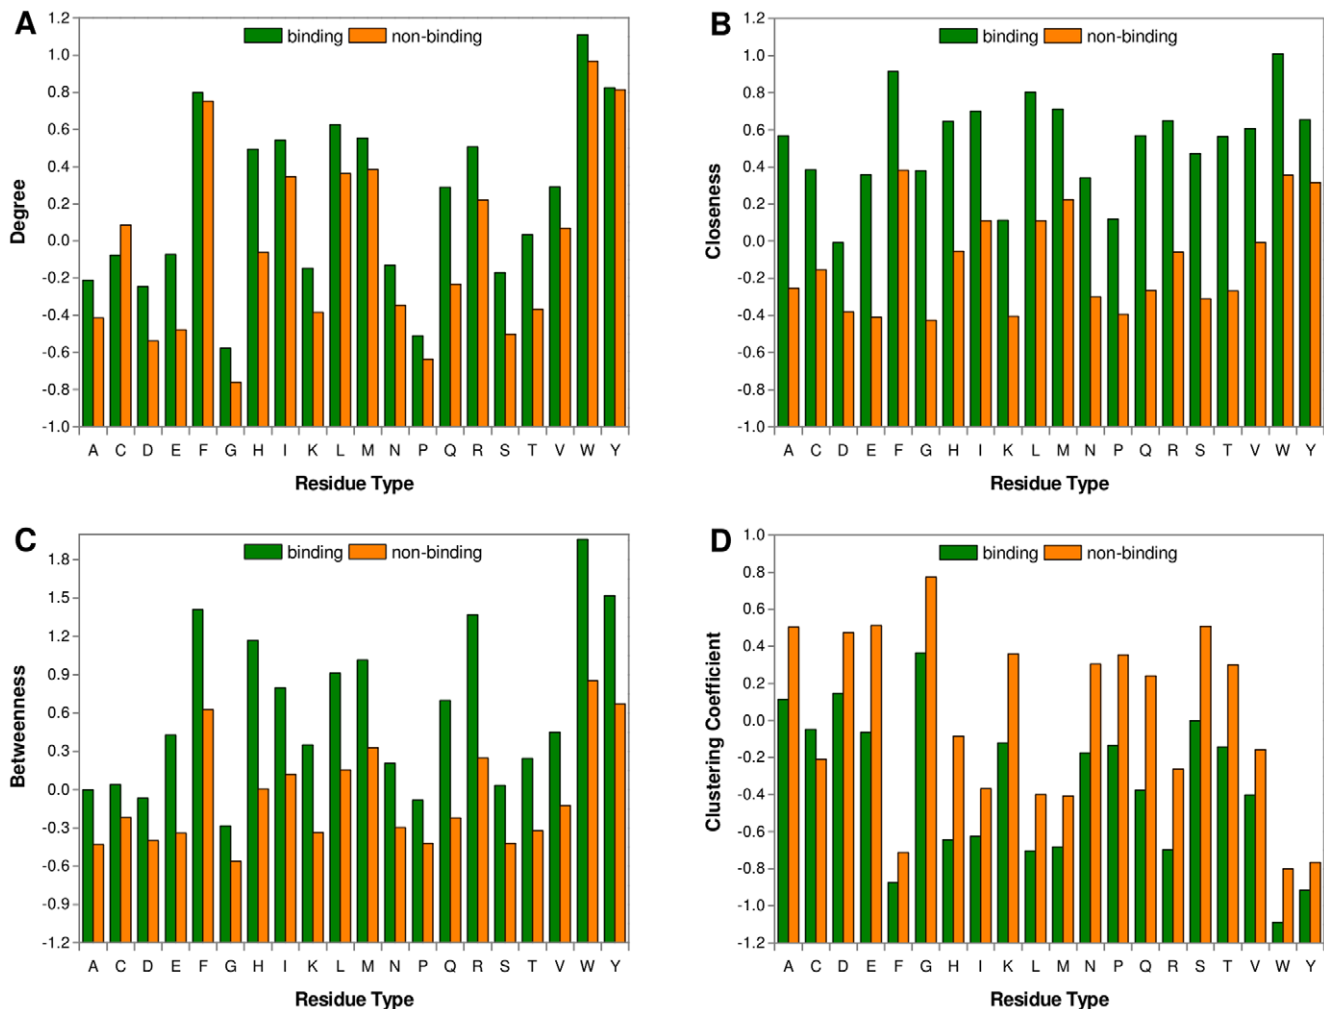 A
binding non-binding
Degree
1.2
1.0
0.8
0.6
0.4
0.2
0.0
-0.2
-0.4
-0.6
-0.8
-1.0
A C D E F G H I K L M N P Q R S T V W Y
Residue Type
B
binding non-binding
Closeness
1.2
1.0
0.8
0.6
0.4
0.2
0.0
-0.2
-0.4
-0.6
-0.8
-1.0
A C D E F G H I K L M N P Q R S T V W Y
Residue Type
C
binding non-binding
Betweenness
1.8
1.5
1.2
0.9
0.6
0.3
0.0
-0.3
-0.6
-0.9
-1.2
A C D E F G H I K L M N P Q R S T V W Y
Residue Type
D
binding non-binding
Clustering Coefficient
1.0
0.8
0.6
0.4
0.2
0.0
-0.2
-0.4
-0.6
-0.8
-1.0
-1.2
A C D E F G H I K L M N P Q R S T V W Y
Residue Type